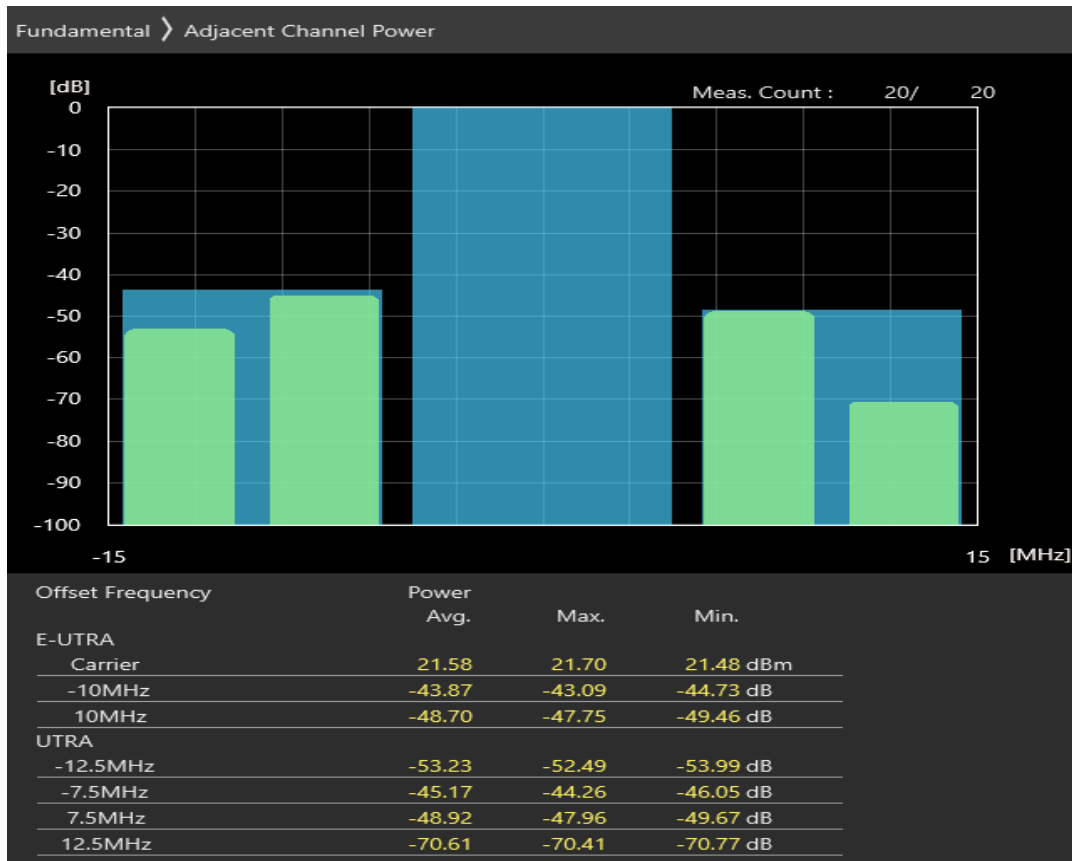 Fundamental ❯ Adjacent Channel Power
[dB]
Meas. Count : 20/ 20
0
-10
-20
-30
-40
-50
-60
-70
-80
-90
-100
-15 15 [MHz]
Offset Frequency Power
Avg. Max. Min.
E-UTRA
Carrier 21.58 21.70 21.48 dBm
-10MHz -43.87 -43.09 -44.73 dB
10MHz -48.70 -47.75 -49.46 dB
UTRA
-12.5MHz -53.23 -52.49 -53.99 dB
-7.5MHz -45.17 -44.26 -46.05 dB
7.5MHz -48.92 -47.96 -49.67 dB
12.5MHz -70.61 -70.41 -70.77 dB